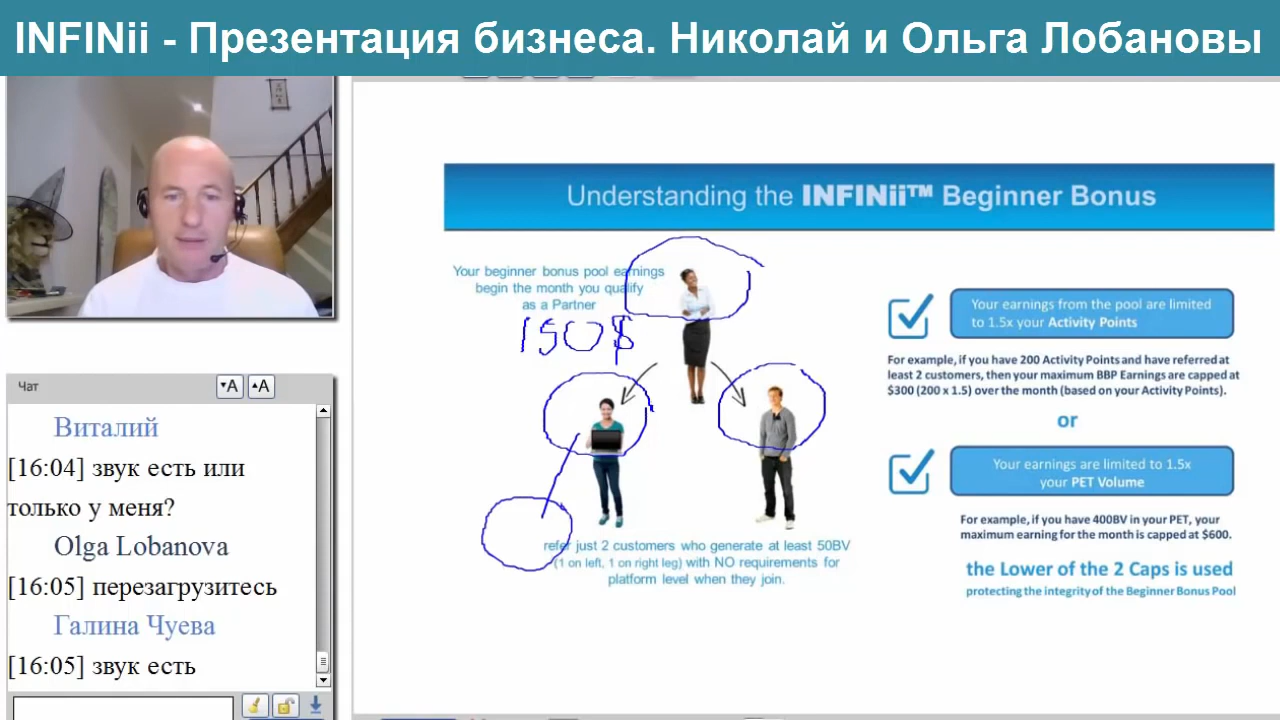 INFINii - Презентация бизнеса. Николай и Ольга Лобановы
Understanding the INFINii™ Beginner Bonus
Your beginner bonus pool earnings
begin the month you qualify
as a Partner
150$
refer just 2 customers who generate at least 50BV
(1 on left, 1 on right leg) with NO requirements for
platform level when they join.
Your earnings from the pool are limited
to 1.5x your Activity Points
For example, if you have 200 Activity Points and have referred at
least 2 customers, then your maximum BBP Earnings are capped at
$300 (200 x 1.5) over the month (based on your Activity Points).
or
Your earnings are limited to 1.5x
your PET Volume
For example, if you have 400BV in your PET, your
maximum earning for the month is capped at $600.
the Lower of the 2 Caps is used
protecting the integrity of the Beginner Bonus Pool
Чат
▼A ▲A
Виталий
[16:04] звук есть или
только у меня?
Olga Lobanova
[16:05] перезагрузитесь
Галина Чуева
[16:05] звук есть